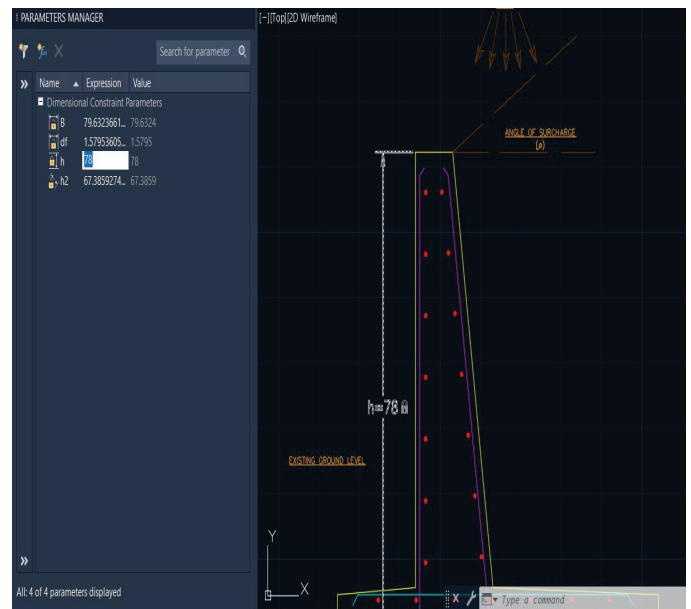 PARAMETERS MANAGER
fx
Search for parameter
Name Expression Value
Dimensional Constraint Parameters
B 79.6323661... 79.6324
df 1.57953605... 1.5795
h 78 78
h2 67.3859274... 67.3859
All: 4 of 4 parameters displayed
[−][Top][2D Wireframe]
ANGLE OF SURCHARGE
(ø)
h=78
EXISTING GROUND LEVEL
Y
X
Type a command